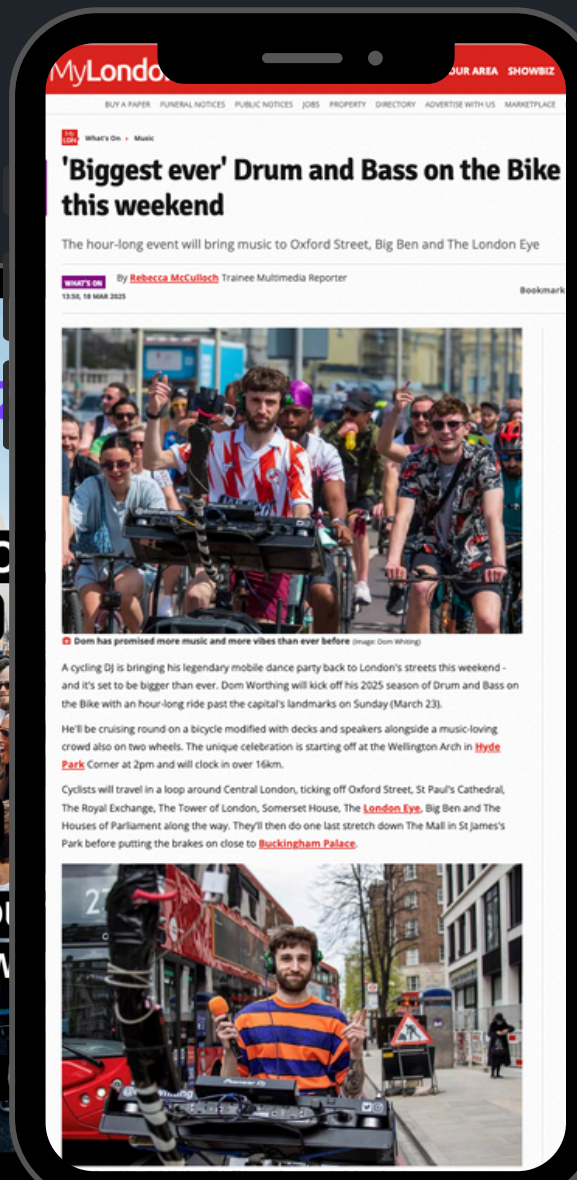 MyLondo
OUR AREA SHOWBIZ
BUY A PAPER FUNERAL NOTICES PUBLIC NOTICES JOBS PROPERTY DIRECTORY ADVERTISE WITH US MARKETPLACE
My
LDN
What's On Music
'Biggest ever' Drum and Bass on the Bike
this weekend
The hour-long event will bring music to Oxford Street, Big Ben and The London Eye
WHAT'S ON
By Rebecca McCulloch Trainee Multimedia Reporter
13:50, 18 MAR 2025
Bookmark
Dom has promised more music and more vibes than ever before (Image: Dom Whiting)
A cycling DJ is bringing his legendary mobile dance party back to London's streets this weekend -
and it's set to be bigger than ever. Dom Worthing will kick off his 2025 season of Drum and Bass on
the Bike with an hour-long ride past the capital's landmarks on Sunday (March 23).
He'll be cruising round on a bicycle modified with decks and speakers alongside a music-loving
crowd also on two wheels. The unique celebration is starting off at the Wellington Arch in Hyde
Park Corner at 2pm and will clock in over 16km.
Cyclists will travel in a loop around Central London, ticking off Oxford Street, St Paul's Cathedral,
The Royal Exchange, The Tower of London, Somerset House, The London Eye, Big Ben and The
Houses of Parliament along the way. They'll then do one last stretch down The Mall in St James's
Park before putting the brakes on close to Buckingham Palace.
Pioneer DJ